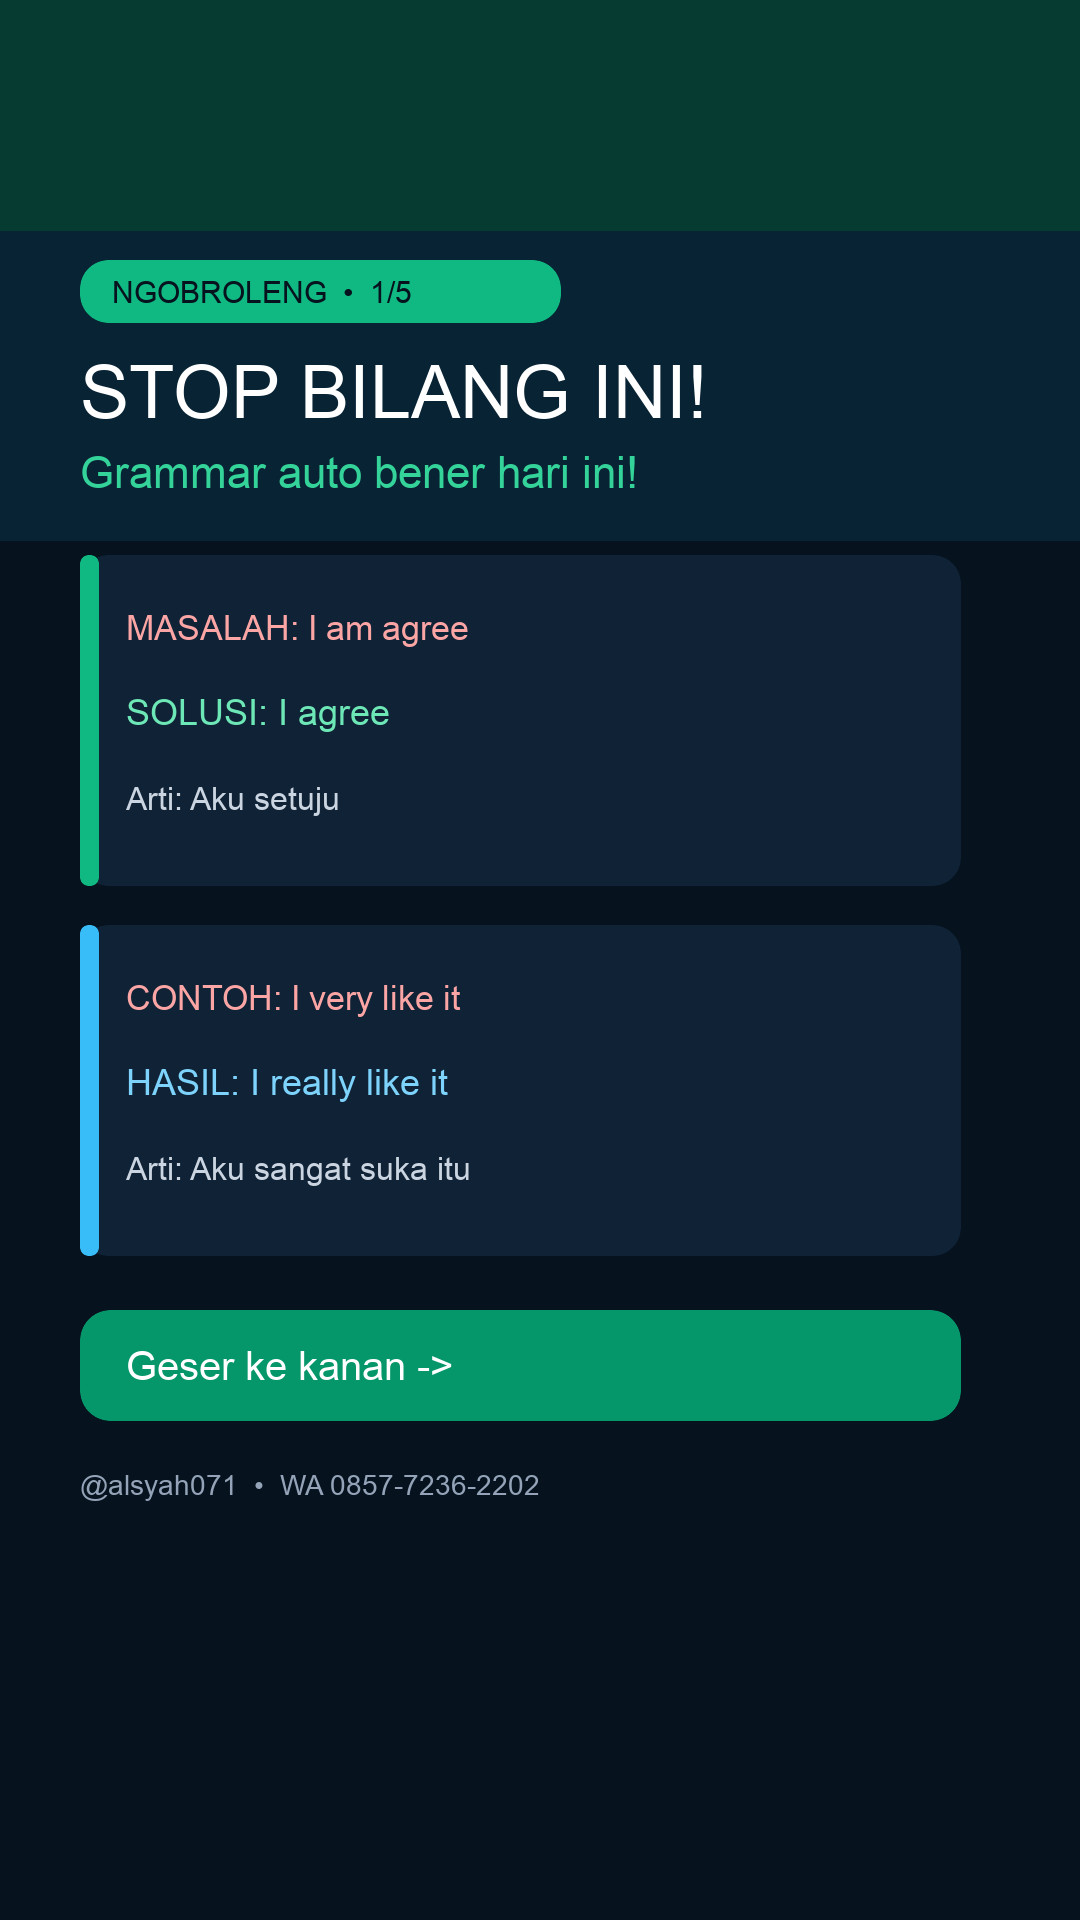 NGOBROLENG • 1/5
STOP BILANG INI!
Grammar auto bener hari ini!
MASALAH: I am agree
SOLUSI: I agree
Arti: Aku setuju
CONTOH: I very like it
HASIL: I really like it
Arti: Aku sangat suka itu
Geser ke kanan ->
@alsyah071 • WA 0857-7236-2202